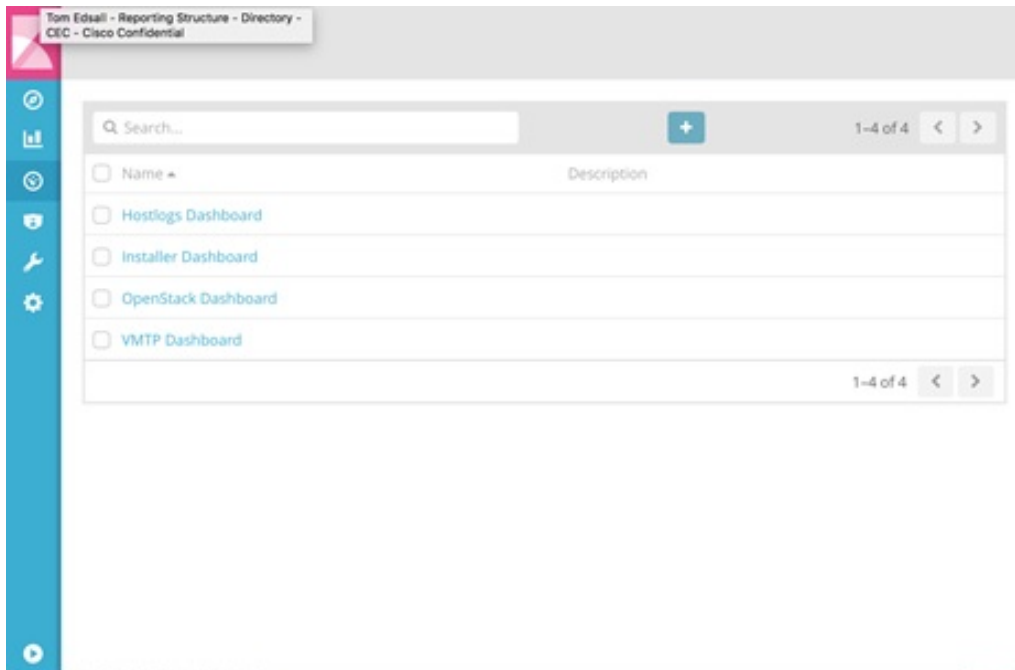 Tom Edsall - Reporting Structure - Directory -
CEC - Cisco Confidential
Search...
1–4 of 4
Name
Description
Hostlogs Dashboard
Installer Dashboard
OpenStack Dashboard
VMTP Dashboard
1–4 of 4